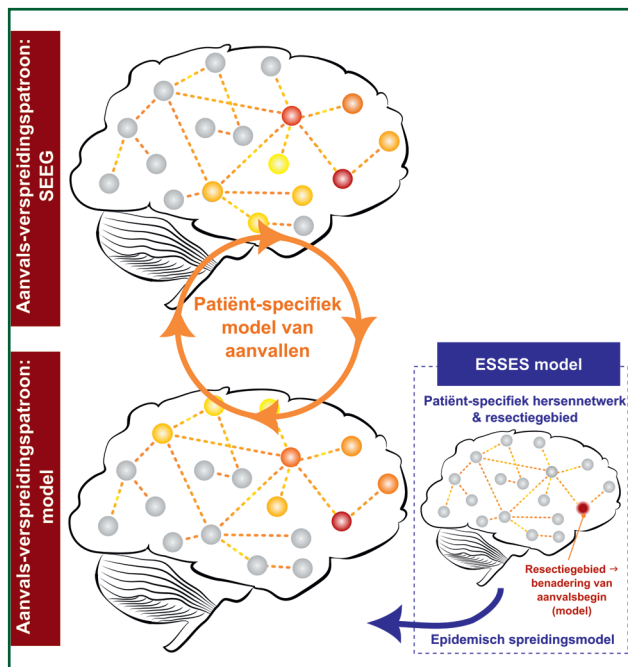 Aanvals-verspreidingspatroon:
SEEG
Patiënt-specifiek
model van
aanvallen
Aanvals-verspreidingspatroon:
model
ESSES model
Patiënt-specifiek hersennetwerk
& resectiegebied
Resectiegebied →
benadering van
aanvalsbegin
(model)
Epidemisch spreidingsmodel